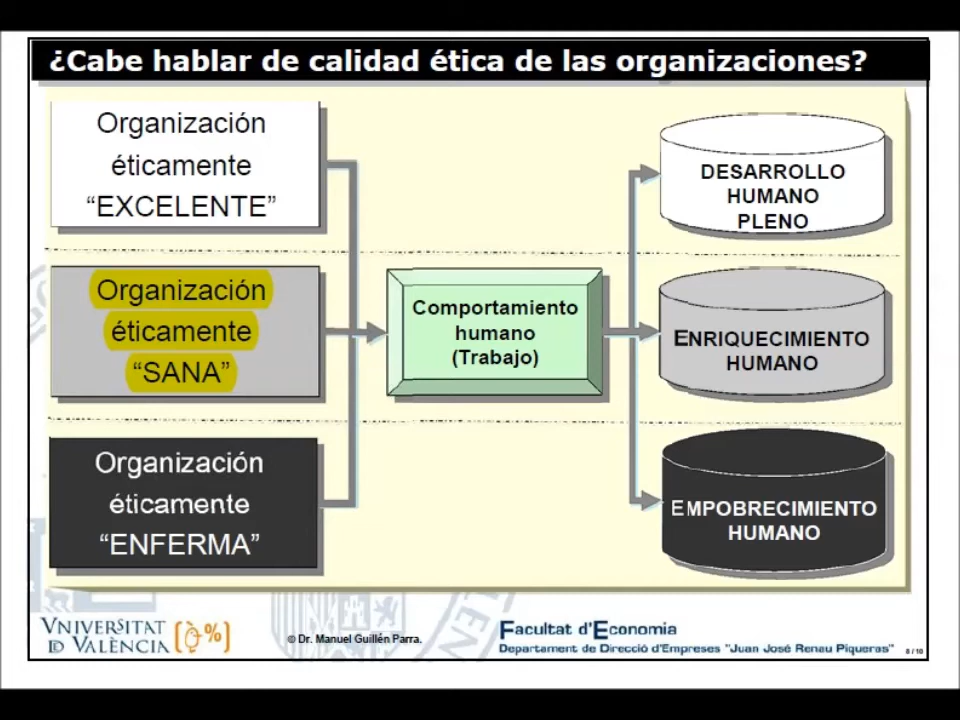 ¿Cabe hablar de calidad ética de las organizaciones?
Organización
éticamente
“EXCELENTE”
Organización
éticamente
“SANA”
Organización
éticamente
“ENFERMA”
Comportamiento
humano
(Trabajo)
DESARROLLO
HUMANO
PLENO
ENRIQUECIMIENTO
HUMANO
EMPOBRECIMIENTO
HUMANO
VNIVERSITAT
ID VALÈNCIA
© Dr. Manuel Guillén Parra.
Facultat d'Economia
Departament de Direcció d'Empreses "Juan José Renau Piqueras"
8 / 10